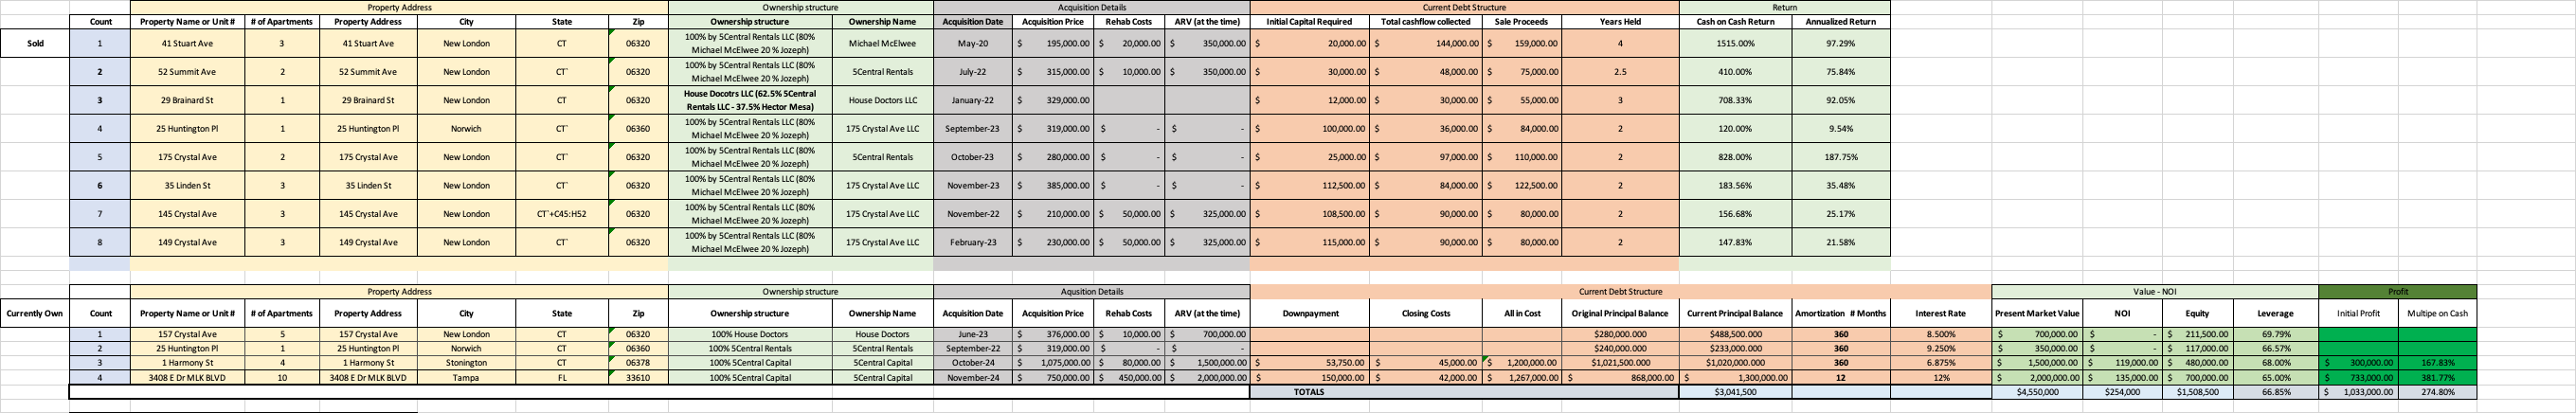 Property Address Ownership structure Acquisition Details Current Debt Structure Return
Count Property Name or Unit # # of Apartments Property Address City State Zip Ownership structure Ownership Name Acquisition Date Acquisition Price Rehab Costs ARV (at the time) Initial Capital Required Total cashflow collected Sale Proceeds Years Held Cash on Cash Return Annualized Return
Sold 1 41 Stuart Ave 3 41 Stuart Ave New London CT 06320 100% by 5Central Rentals LLC (80% Michael McElwee 20 % Jozeph) Michael McElwee May-20 $ 195,000.00 $ 20,000.00 $ 350,000.00 $ 20,000.00 $ 144,000.00 $ 159,000.00 4 1515.00% 97.29%
2 52 Summit Ave 2 52 Summit Ave New London CT` 06320 100% by 5Central Rentals LLC (80% Michael McElwee 20 % Jozeph) 5Central Rentals July-22 $ 315,000.00 $ 10,000.00 $ 350,000.00 $ 30,000.00 $ 48,000.00 $ 75,000.00 2.5 410.00% 75.84%
3 29 Brainard St 1 29 Brainard St New London CT 06320 House Docotrs LLC (62.5% 5Central Rentals LLC - 37.5% Hector Mesa) House Doctors LLC January-22 $ 329,000.00 $ 12,000.00 $ 30,000.00 $ 55,000.00 3 708.33% 92.05%
4 25 Huntington Pl 1 25 Huntington Pl Norwich CT` 06360 100% by 5Central Rentals LLC (80% Michael McElwee 20 % Jozeph) 175 Crystal Ave LLC September-23 $ 319,000.00 $ - $ - $ 100,000.00 $ 36,000.00 $ 84,000.00 2 120.00% 9.54%
5 175 Crystal Ave 2 175 Crystal Ave New London CT` 06320 100% by 5Central Rentals LLC (80% Michael McElwee 20 % Jozeph) 5Central Rentals October-23 $ 280,000.00 $ - $ - $ 25,000.00 $ 97,000.00 $ 110,000.00 2 828.00% 187.75%
6 35 Linden St 3 35 Linden St New London CT` 06320 100% by 5Central Rentals LLC (80% Michael McElwee 20 % Jozeph) 175 Crystal Ave LLC November-23 $ 385,000.00 $ - $ - $ 112,500.00 $ 84,000.00 $ 122,500.00 2 183.56% 35.48%
7 145 Crystal Ave 3 145 Crystal Ave New London CT`+C45:H52 06320 100% by 5Central Rentals LLC (80% Michael McElwee 20 % Jozeph) 175 Crystal Ave LLC November-22 $ 210,000.00 $ 50,000.00 $ 325,000.00 $ 108,500.00 $ 90,000.00 $ 80,000.00 2 156.68% 25.17%
8 149 Crystal Ave 3 149 Crystal Ave New London CT` 06320 100% by 5Central Rentals LLC (80% Michael McElwee 20 % Jozeph) 175 Crystal Ave LLC February-23 $ 230,000.00 $ 50,000.00 $ 325,000.00 $ 115,000.00 $ 90,000.00 $ 80,000.00 2 147.83% 21.58%
Property Address Ownership structure Aqusition Details Current Debt Structure Value - NOI Profit
Currently Own Count Property Name or Unit # # of Apartments Property Address City State Zip Ownership structure Ownership Name Acquisition Date Acquisition Price Rehab Costs ARV (at the time) Downpayment Closing Costs All in Cost Original Principal Balance Current Principal Balance Amortization # Months Interest Rate Present Market Value NOI Equity Leverage Initial Profit Multipe on Cash
1 157 Crystal Ave 5 157 Crystal Ave New London CT 06320 100% House Doctors House Doctors June-23 $ 376,000.00 $ 10,000.00 $ 700,000.00 $280,000.000 $488,500.000 360 8.500% $ 700,000.00 $ - $ 211,500.00 69.79%
2 25 Huntington Pl 1 25 Huntington Pl Norwich CT 06360 100% 5Central Rentals 5Central Rentals September-22 $ 319,000.00 $ - $ - $240,000.000 $233,000.000 360 9.250% $ 350,000.00 $ - $ 117,000.00 66.57%
3 1 Harmony St 4 1 Harmony St Stonington CT 06378 100% 5Central Capital 5Central Capital October-24 $ 1,075,000.00 $ 80,000.00 $ 1,500,000.00 $ 53,750.00 $ 45,000.00 $ 1,200,000.00 $1,021,500.000 $1,020,000.000 360 6.875% $ 1,500,000.00 $ 119,000.00 $ 480,000.00 68.00% $ 300,000.00 167.83%
4 3408 E Dr MLK BLVD 10 3408 E Dr MLK BLVD Tampa FL 33610 100% 5Central Capital 5Central Capital November-24 $ 750,000.00 $ 450,000.00 $ 2,000,000.00 $ 150,000.00 $ 42,000.00 $ 1,267,000.00 $ 868,000.00 $ 1,300,000.00 12 12% $ 2,000,000.00 $ 135,000.00 $ 700,000.00 65.00% $ 733,000.00 381.77%
TOTALS $3,041,500 $4,550,000 $254,000 $1,508,500 66.85% $ 1,033,000.00 274.80%